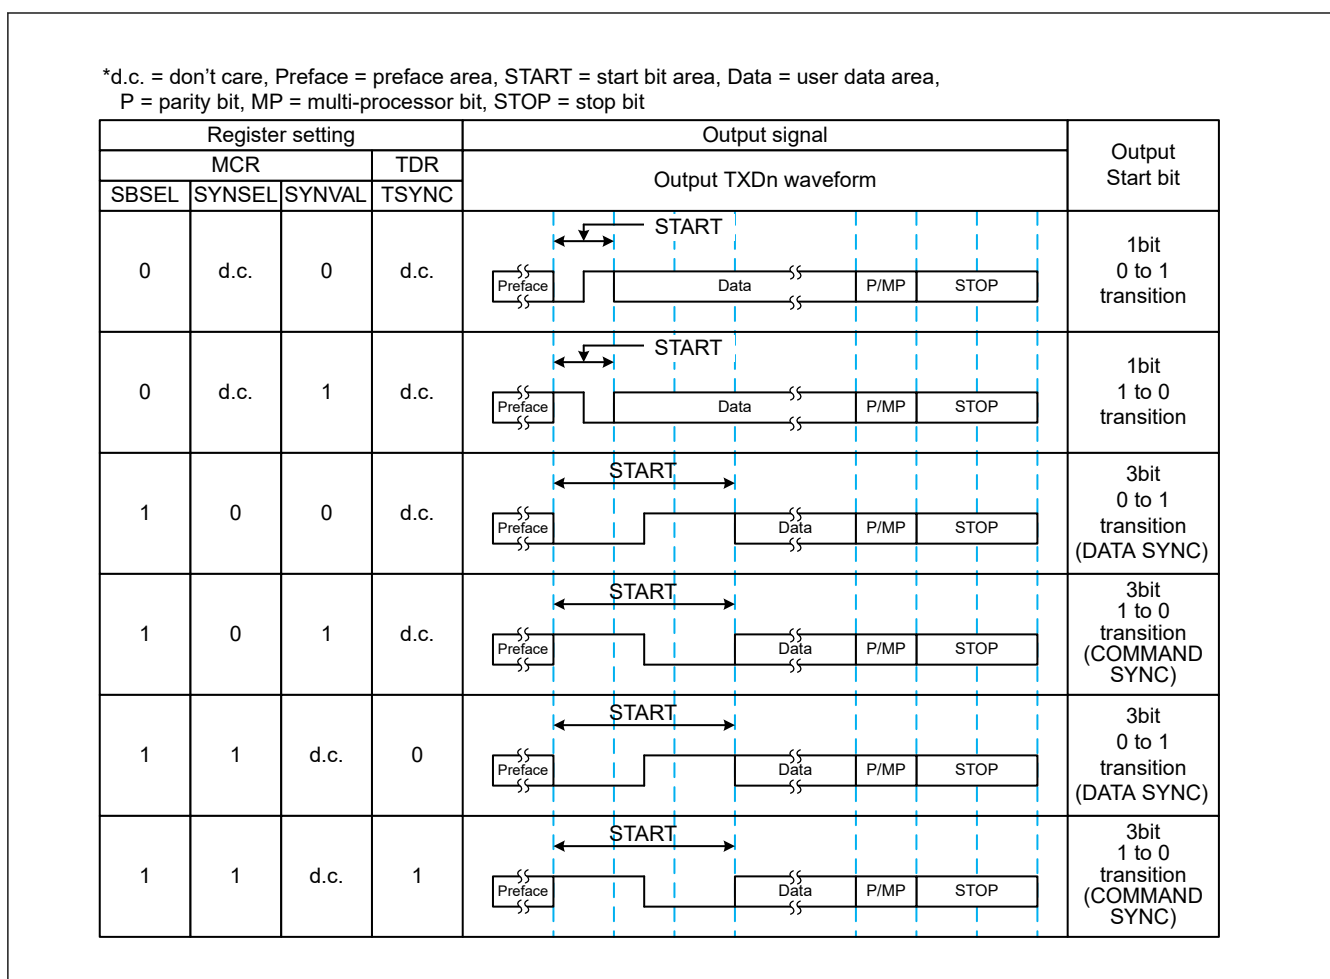 *d.c. = don't care, Preface = preface area, START = start bit area, Data = user data area,
P = parity bit, MP = multi-processor bit, STOP = stop bit
Register setting
Output signal
Output
Start bit
MCR
TDR
Output TXDn waveform
SBSEL
SYNSEL
SYNVAL
TSYNC
0
d.c.
0
d.c.
START
Preface
Data
P/MP
STOP
1bit
0 to 1
transition
0
d.c.
1
d.c.
START
Preface
Data
P/MP
STOP
1bit
1 to 0
transition
1
0
0
d.c.
START
Preface
Data
P/MP
STOP
3bit
0 to 1
transition
(DATA SYNC)
1
0
1
d.c.
START
Preface
Data
P/MP
STOP
3bit
1 to 0
transition
(COMMAND
SYNC)
1
1
d.c.
0
START
Preface
Data
P/MP
STOP
3bit
0 to 1
transition
(DATA SYNC)
1
1
d.c.
1
START
Preface
Data
P/MP
STOP
3bit
1 to 0
transition
(COMMAND
SYNC)